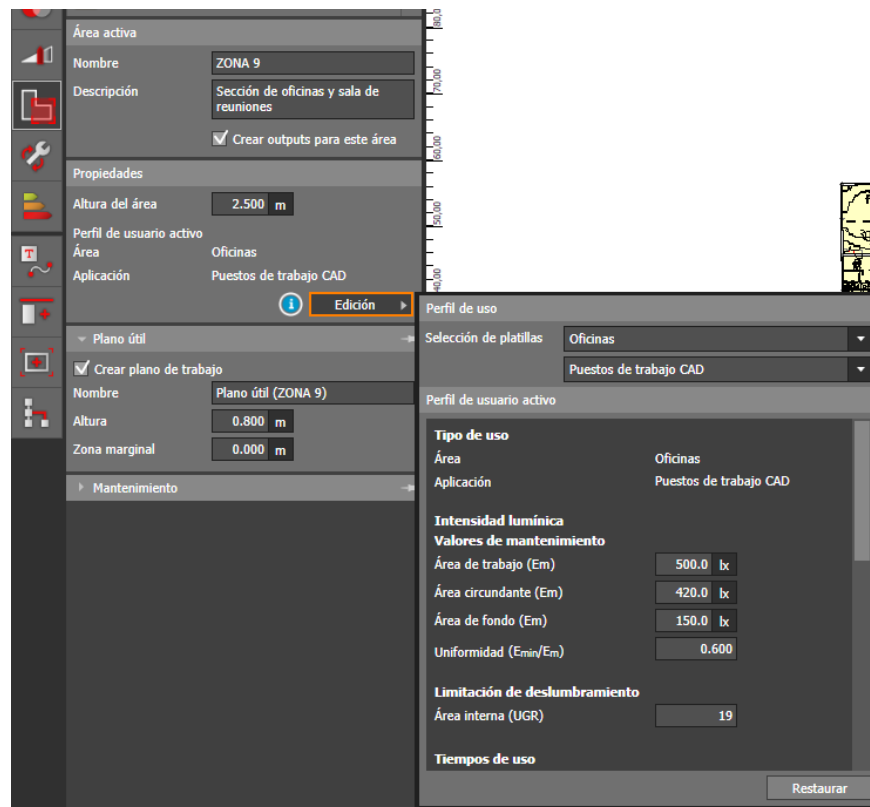 Área activa
Nombre ZONA 9
Descripción Sección de oficinas y sala de
reuniones
Crear outputs para este área
Propiedades
Altura del área 2.500 m
Perfil de usuario activo
Área Oficinas
Aplicación Puestos de trabajo CAD
Edición
Plano útil
Crear plano de trabajo
Nombre Plano útil (ZONA 9)
Altura 0.800 m
Zona marginal 0.000 m
Mantenimiento
80,00
70,00
60,00
50,00
40,00
Perfil de uso
Selección de platillas Oficinas
Puestos de trabajo CAD
Perfil de usuario activo
Tipo de uso
Área Oficinas
Aplicación Puestos de trabajo CAD
Intensidad lumínica
Valores de mantenimiento
Área de trabajo (Em) 500.0 lx
Área circundante (Em) 420.0 lx
Área de fondo (Em) 150.0 lx
Uniformidad (Emin/Em) 0.600
Limitación de deslumbramiento
Área interna (UGR) 19
Tiempos de uso
Restaurar